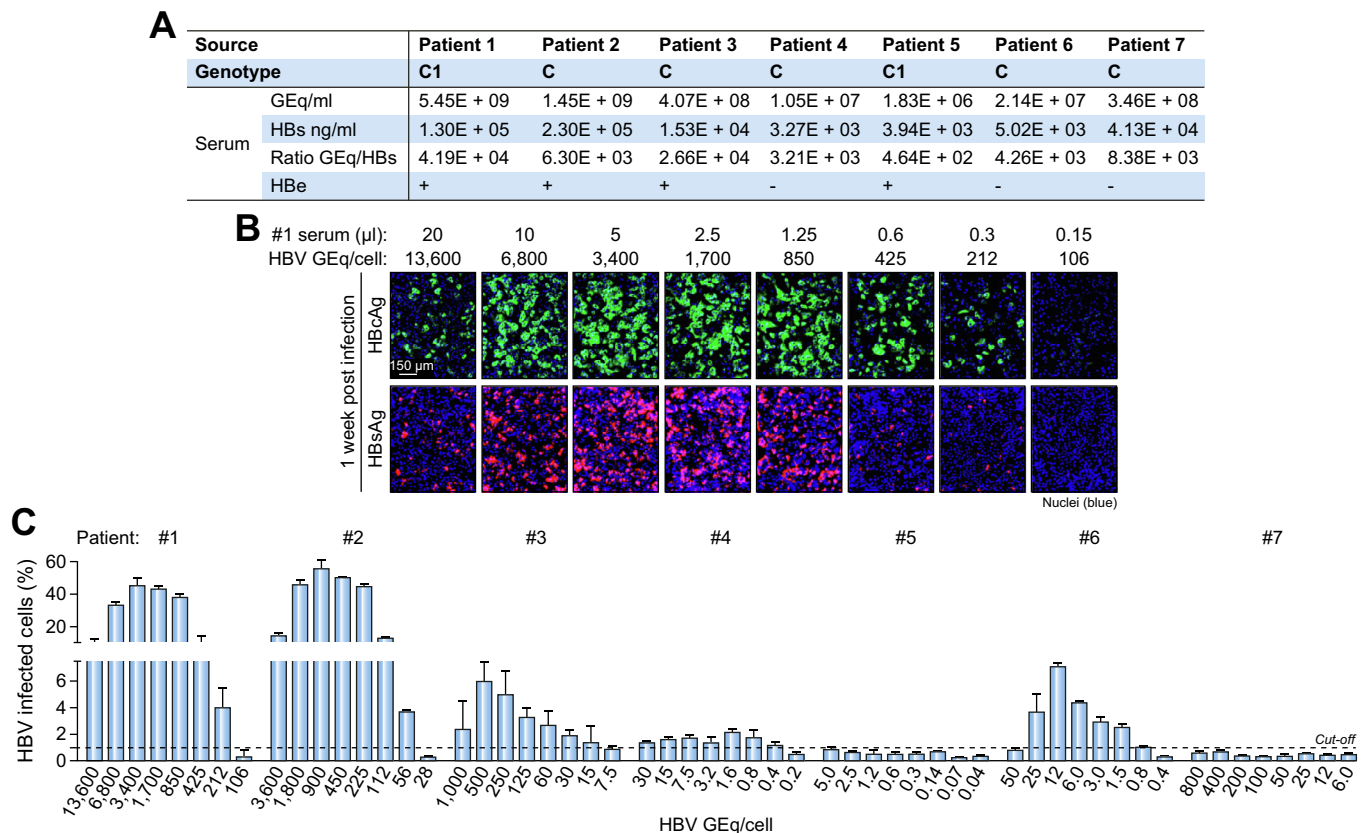 A
Source Patient 1 Patient 2 Patient 3 Patient 4 Patient 5 Patient 6 Patient 7
Genotype C1 C C C C1 C C
Serum
GEq/ml 5.45E + 09 1.45E + 09 4.07E + 08 1.05E + 07 1.83E + 06 2.14E + 07 3.46E + 08
HBs ng/ml 1.30E + 05 2.30E + 05 1.53E + 04 3.27E + 03 3.94E + 03 5.02E + 03 4.13E + 04
Ratio GEq/HBs 4.19E + 04 6.30E + 03 2.66E + 04 3.21E + 03 4.64E + 02 4.26E + 03 8.38E + 03
HBe + + + - + - -
B
#1 serum (µl): 20 10 5 2.5 1.25 0.6 0.3 0.15
HBV GEq/cell: 13,600 6,800 3,400 1,700 850 425 212 106
1 week post infection
HBcAg
150 µm
HBsAg
Nuclei (blue)
C
Patient: #1 #2 #3 #4 #5 #6 #7
HBV infected cells (%)
60
40
20
6
4
2
0
Cut-off
13,600 6,800 3,400 1,700 850 425 212 106 3,600 1,800 900 450 225 112 56 28 1,000 500 250 125 60 30 15 7.5 30 15 7.5 3.2 1.6 0.8 0.4 0.2 5.0 2.5 1.2 0.6 0.3 0.14 0.07 0.04 50 25 12 6.0 3.0 1.5 0.8 0.4 800 400 200 100 50 25 12 6.0
HBV GEq/cell